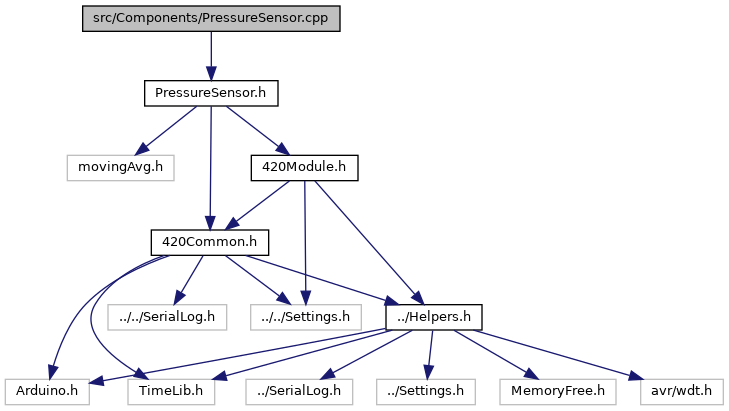 src/Components/PressureSensor.cpp
PressureSensor.h
movingAvg.h
420Module.h
420Common.h
../../SerialLog.h
../../Settings.h
../Helpers.h
Arduino.h
TimeLib.h
../SerialLog.h
../Settings.h
MemoryFree.h
avr/wdt.h